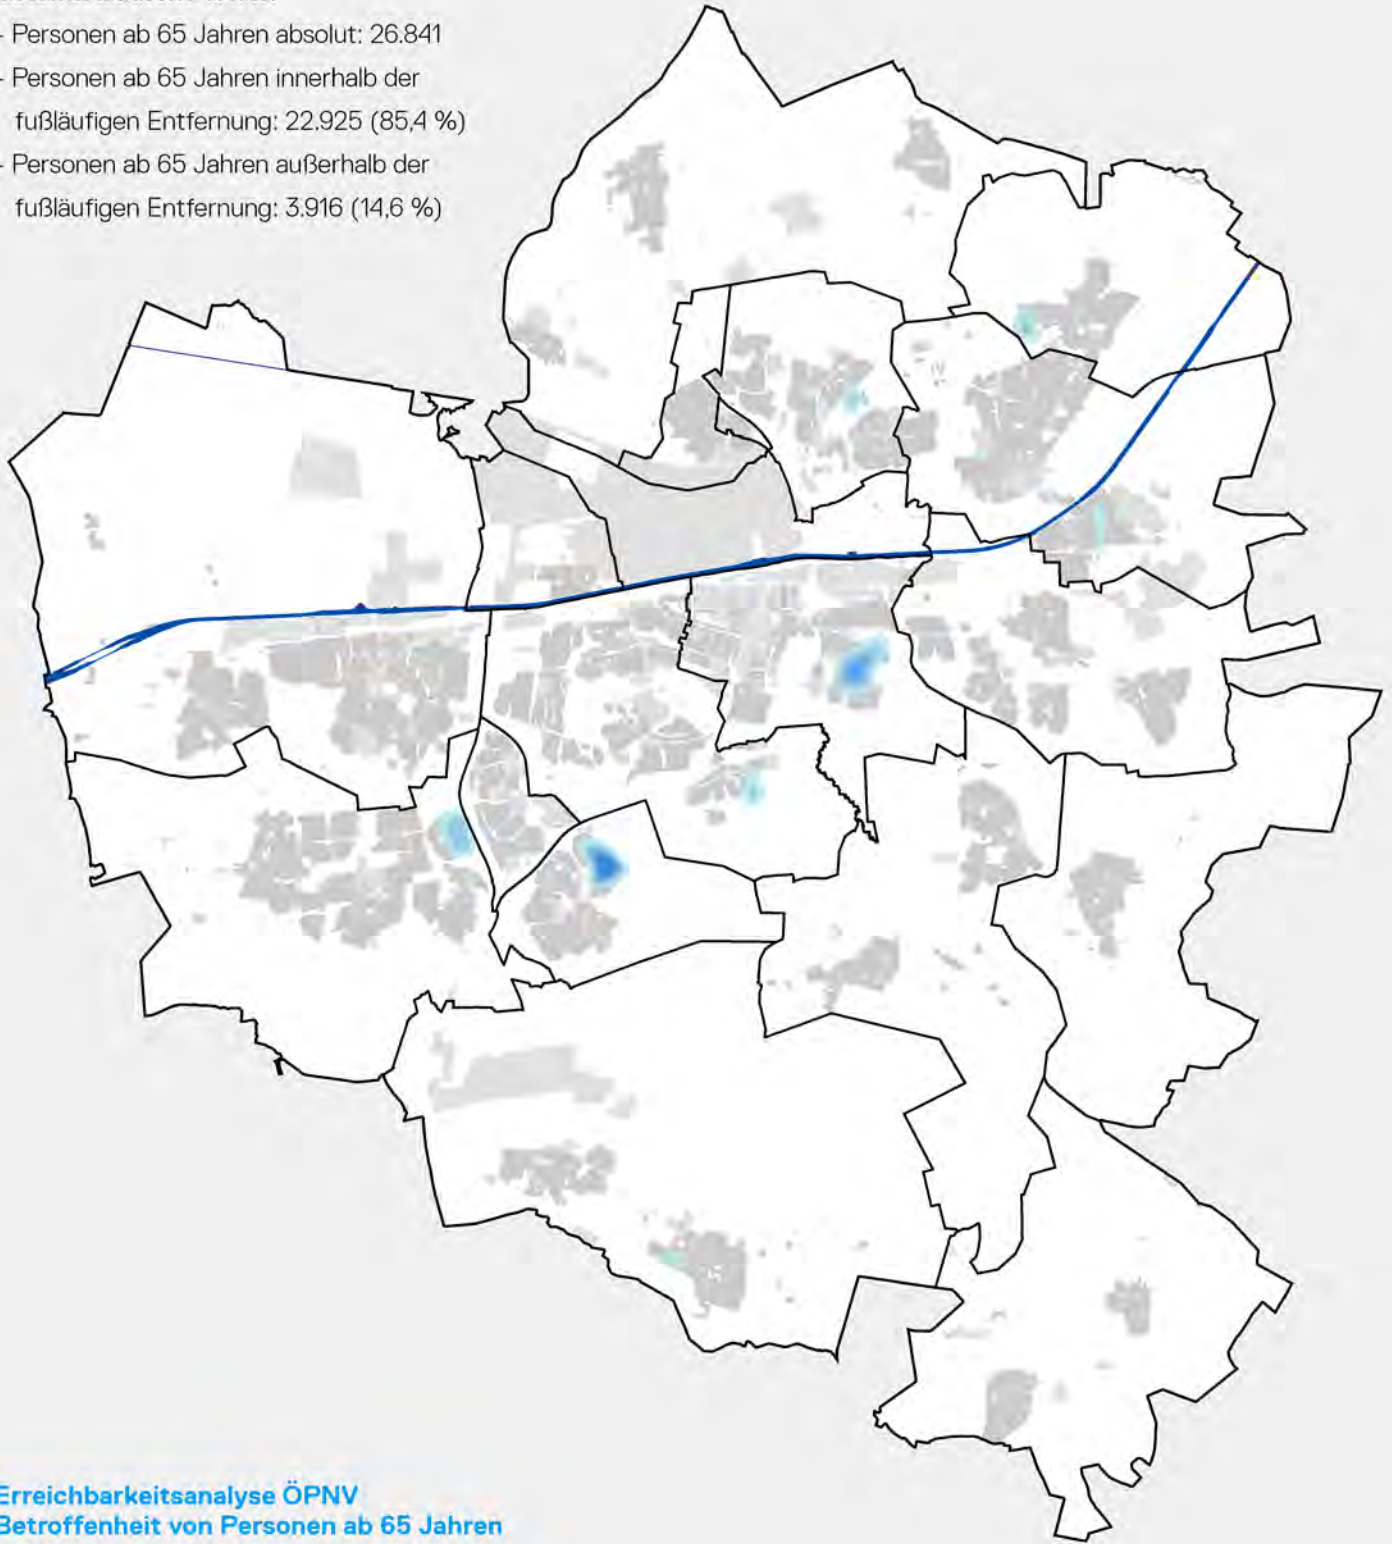 - Personen ab 65 Jahren absolut: 26.841
- Personen ab 65 Jahren innerhalb der
fußläufigen Entfernung: 22.925 (85,4 %)
- Personen ab 65 Jahren außerhalb der
fußläufigen Entfernung: 3.916 (14,6 %)
Erreichbarkeitsanalyse ÖPNV
Betroffenheit von Personen ab 65 Jahren